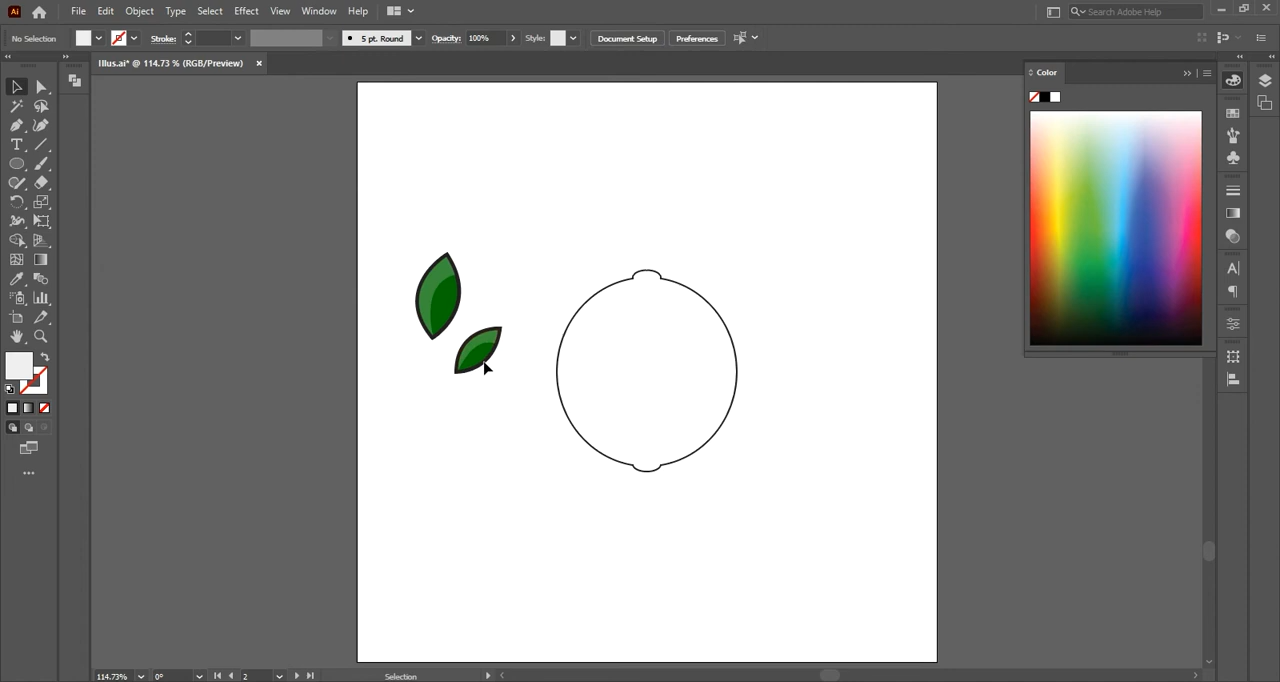 Ai File Edit Object Type Select Effect View Window Help Search Adobe Help
No Selection Stroke: 5 pt. Round Opacity: 100% Style: Document Setup Preferences
Illus.ai* @ 114.73 % (RGB/Preview)
Color
114.73% 0° 2 Selection